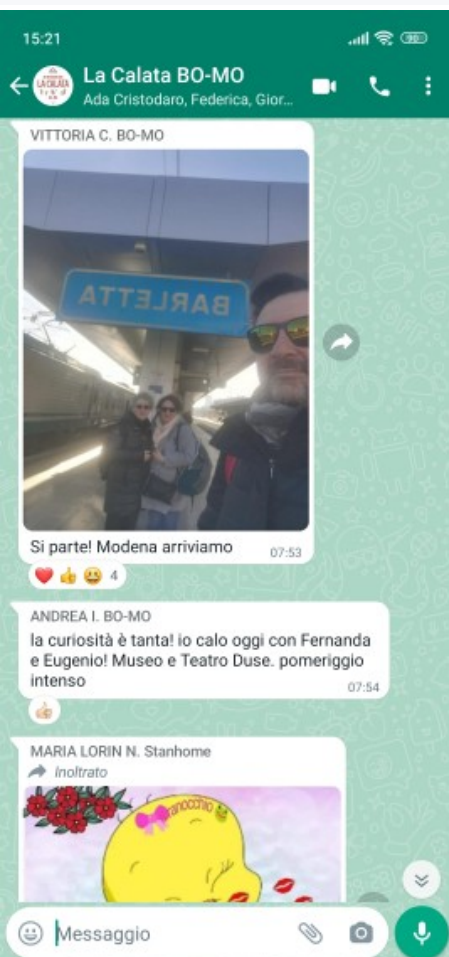 15:21
La Calata BO-MO
Ada Cristodaro, Federica, Gior...
VITTORIA C. BO-MO
BARLETTA
Si parte! Modena arriviamo
07:53
4
ANDREA I. BO-MO
la curiosità è tanta! io calo oggi con Fernanda
e Eugenio! Museo e Teatro Duse. pomeriggio
intenso
07:54
MARIA LORIN N. Stanhome
Inoltrato
ranocchio
Messaggio